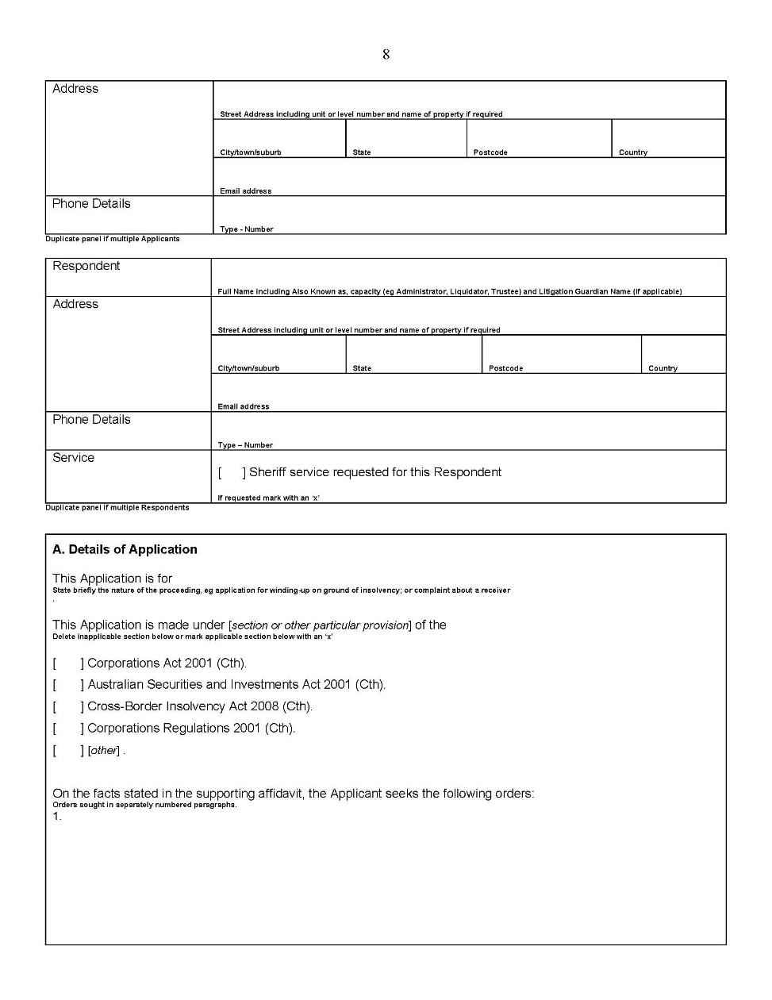 8
Address
Street Address including unit or level number and name of property if required
City/town/suburb State Postcode Country
Email address
Phone Details
Type - Number
Duplicate panel if multiple Applicants
Respondent
Full Name including Also Known as, capacity (eg Administrator, Liquidator, Trustee) and Litigation Guardian Name (if applicable)
Address
Street Address including unit or level number and name of property if required
City/town/suburb State Postcode Country
Email address
Phone Details
Type – Number
Service
[ ] Sheriff service requested for this Respondent
If requested mark with an ‘x’
Duplicate panel if multiple Respondents
A. Details of Application
This Application is for
State briefly the nature of the proceeding, eg application for winding-up on ground of insolvency; or complaint about a receiver
.
This Application is made under [section or other particular provision] of the
Delete inapplicable section below or mark applicable section below with an ‘x’
[ ] Corporations Act 2001 (Cth).
[ ] Australian Securities and Investments Act 2001 (Cth).
[ ] Cross-Border Insolvency Act 2008 (Cth).
[ ] Corporations Regulations 2001 (Cth).
[ ] [other] .
On the facts stated in the supporting affidavit, the Applicant seeks the following orders:
Orders sought in separately numbered paragraphs.
1.